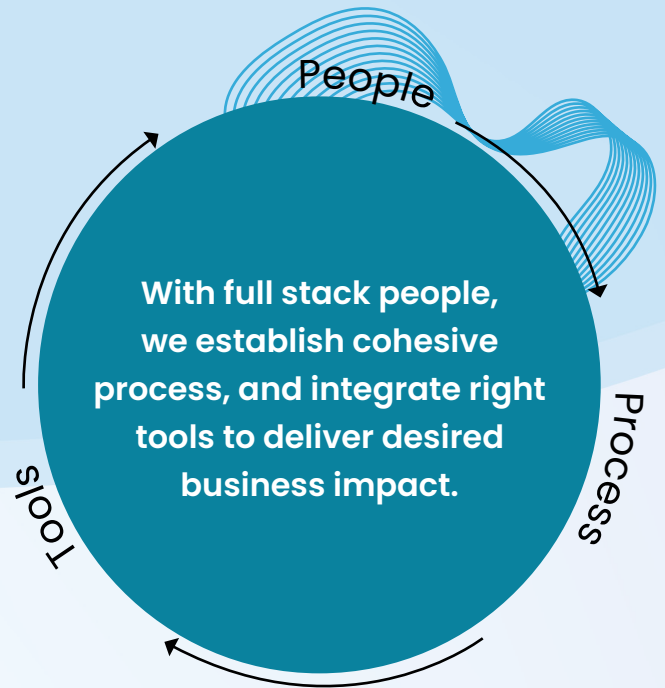 People
With full stack people,
we establish cohesive
process, and integrate right
tools to deliver desired
business impact.
Process
Tools